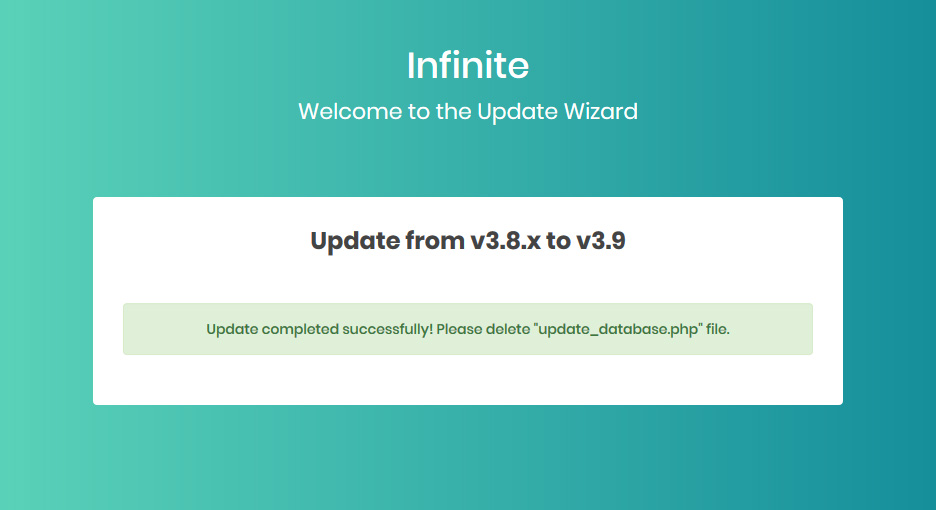 Infinite
Welcome to the Update Wizard
Update from v3.8.x to v3.9
Update completed successfully! Please delete "update_database.php" file.